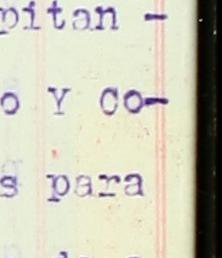 pitan -
o Y Co-
s para